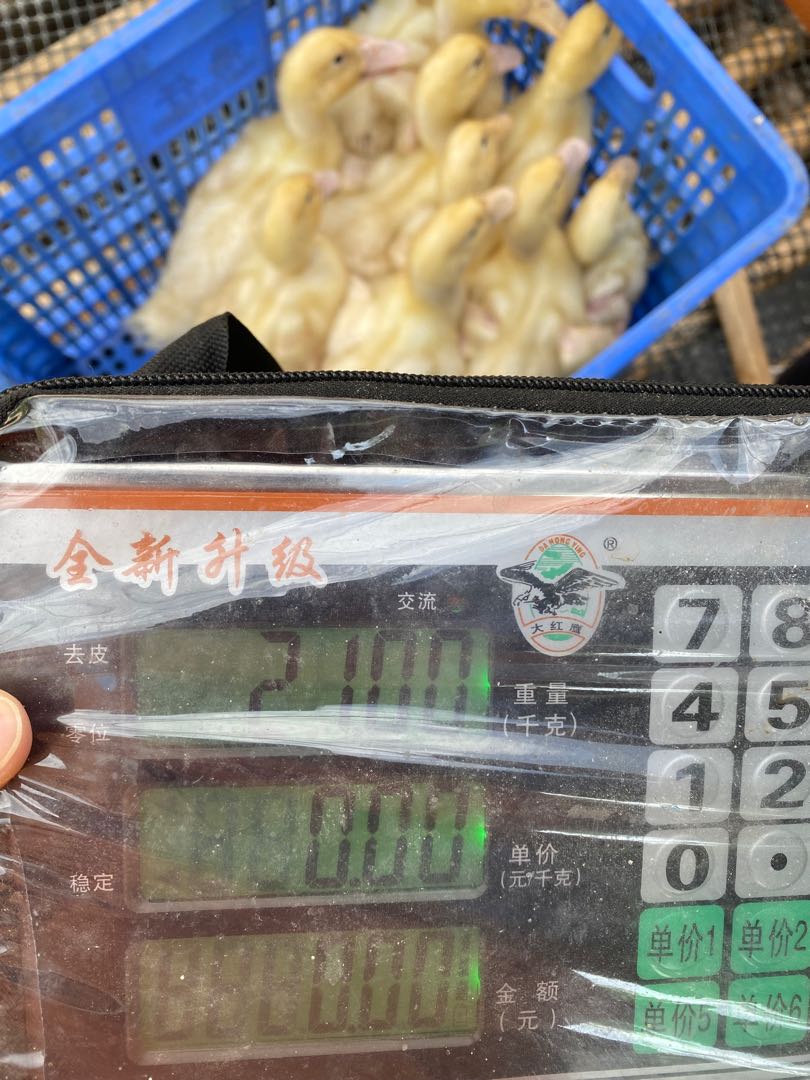 全新升级
DA HONG YING
®
大红鹰
交流
去皮
2.100
重量
(千克)
零位
0.00
单价
(元/千克)
稳定
0.00
金额
(元)
7 8
4 5
1 2
0 •
单价1 单价2
单价5 单价6